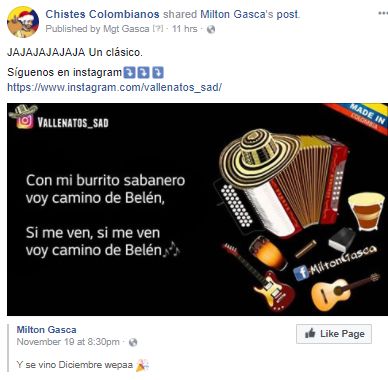 Chistes Colombianos shared Milton Gasca's post.
Published by Mgt Gasca [?] · 11 hrs ·
JAJAJAJAJAJA Un clásico.
Síguenos en instagram⤵⤵⤵
https://www.instagram.com/vallenatos_sad/
VALLENATOS_SAD
MADE IN
COLOMBIA
Con mi burrito sabanero
voy camino de Belén,
Si me ven, si me ven
voy camino de Belén🎶
f MiltonGasca
Milton Gasca
November 19 at 8:30pm ·
Like Page
Y se vino Diciembre wepaa 🎉